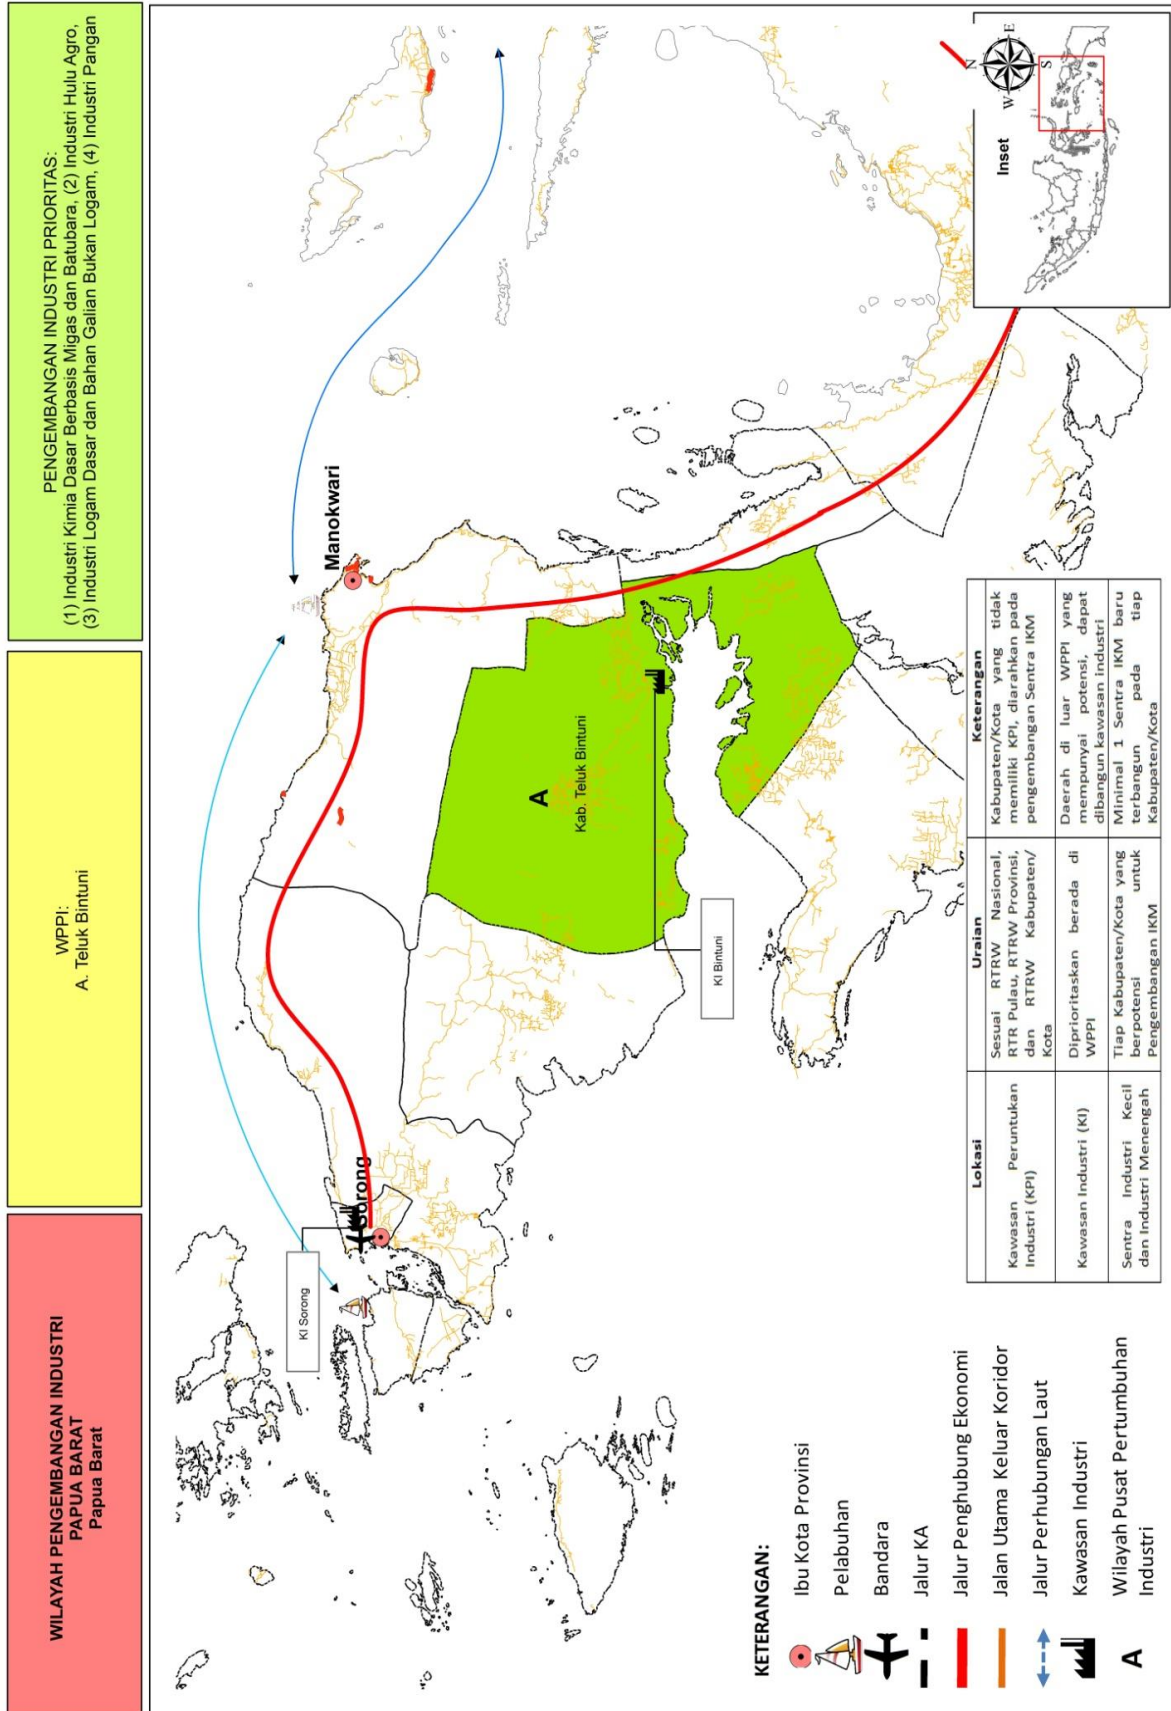 WILAYAH PENGEMBANGAN INDUSTRI
PAPUA BARAT
Papua Barat
WPPI:
A. Teluk Bintuni
PENGEMBANGAN INDUSTRI PRIORITAS:
(1) Industri Kimia Dasar Berbasis Migas dan Batubara, (2) Industri Hulu Agro,
(3) Industri Logam Dasar dan Bahan Galian Bukan Logam, (4) Industri Pangan
KI Sorong
Sorong
Manokwari
A
Kab. Teluk Bintuni
KI Bintuni
N
E
S
W
Inset
KETERANGAN:
Ibu Kota Provinsi
Pelabuhan
Bandara
Jalur KA
Jalur Penghubung Ekonomi
Jalan Utama Keluar Koridor
Jalur Perhubungan Laut
Kawasan Industri
A
Wilayah Pusat Pertumbuhan
Industri
Lokasi
Uraian
Keterangan
Kawasan Peruntukan
Industri (KPI)
Sesuai RTRW Nasional,
RTR Pulau, RTRW Provinsi,
dan RTRW Kabupaten/
Kota
Kabupaten/Kota yang tidak
memiliki KPI, diarahkan pada
pengembangan Sentra IKM
Kawasan Industri (KI)
Diprioritaskan berada di
WPPI
Daerah di luar WPPI yang
mempunyai potensi, dapat
dibangun kawasan industri
Sentra Industri Kecil
dan Industri Menengah
Tiap Kabupaten/Kota yang
berpotensi untuk
Pengembangan IKM
Minimal 1 Sentra IKM baru
terbangun pada tiap
Kabupaten/Kota